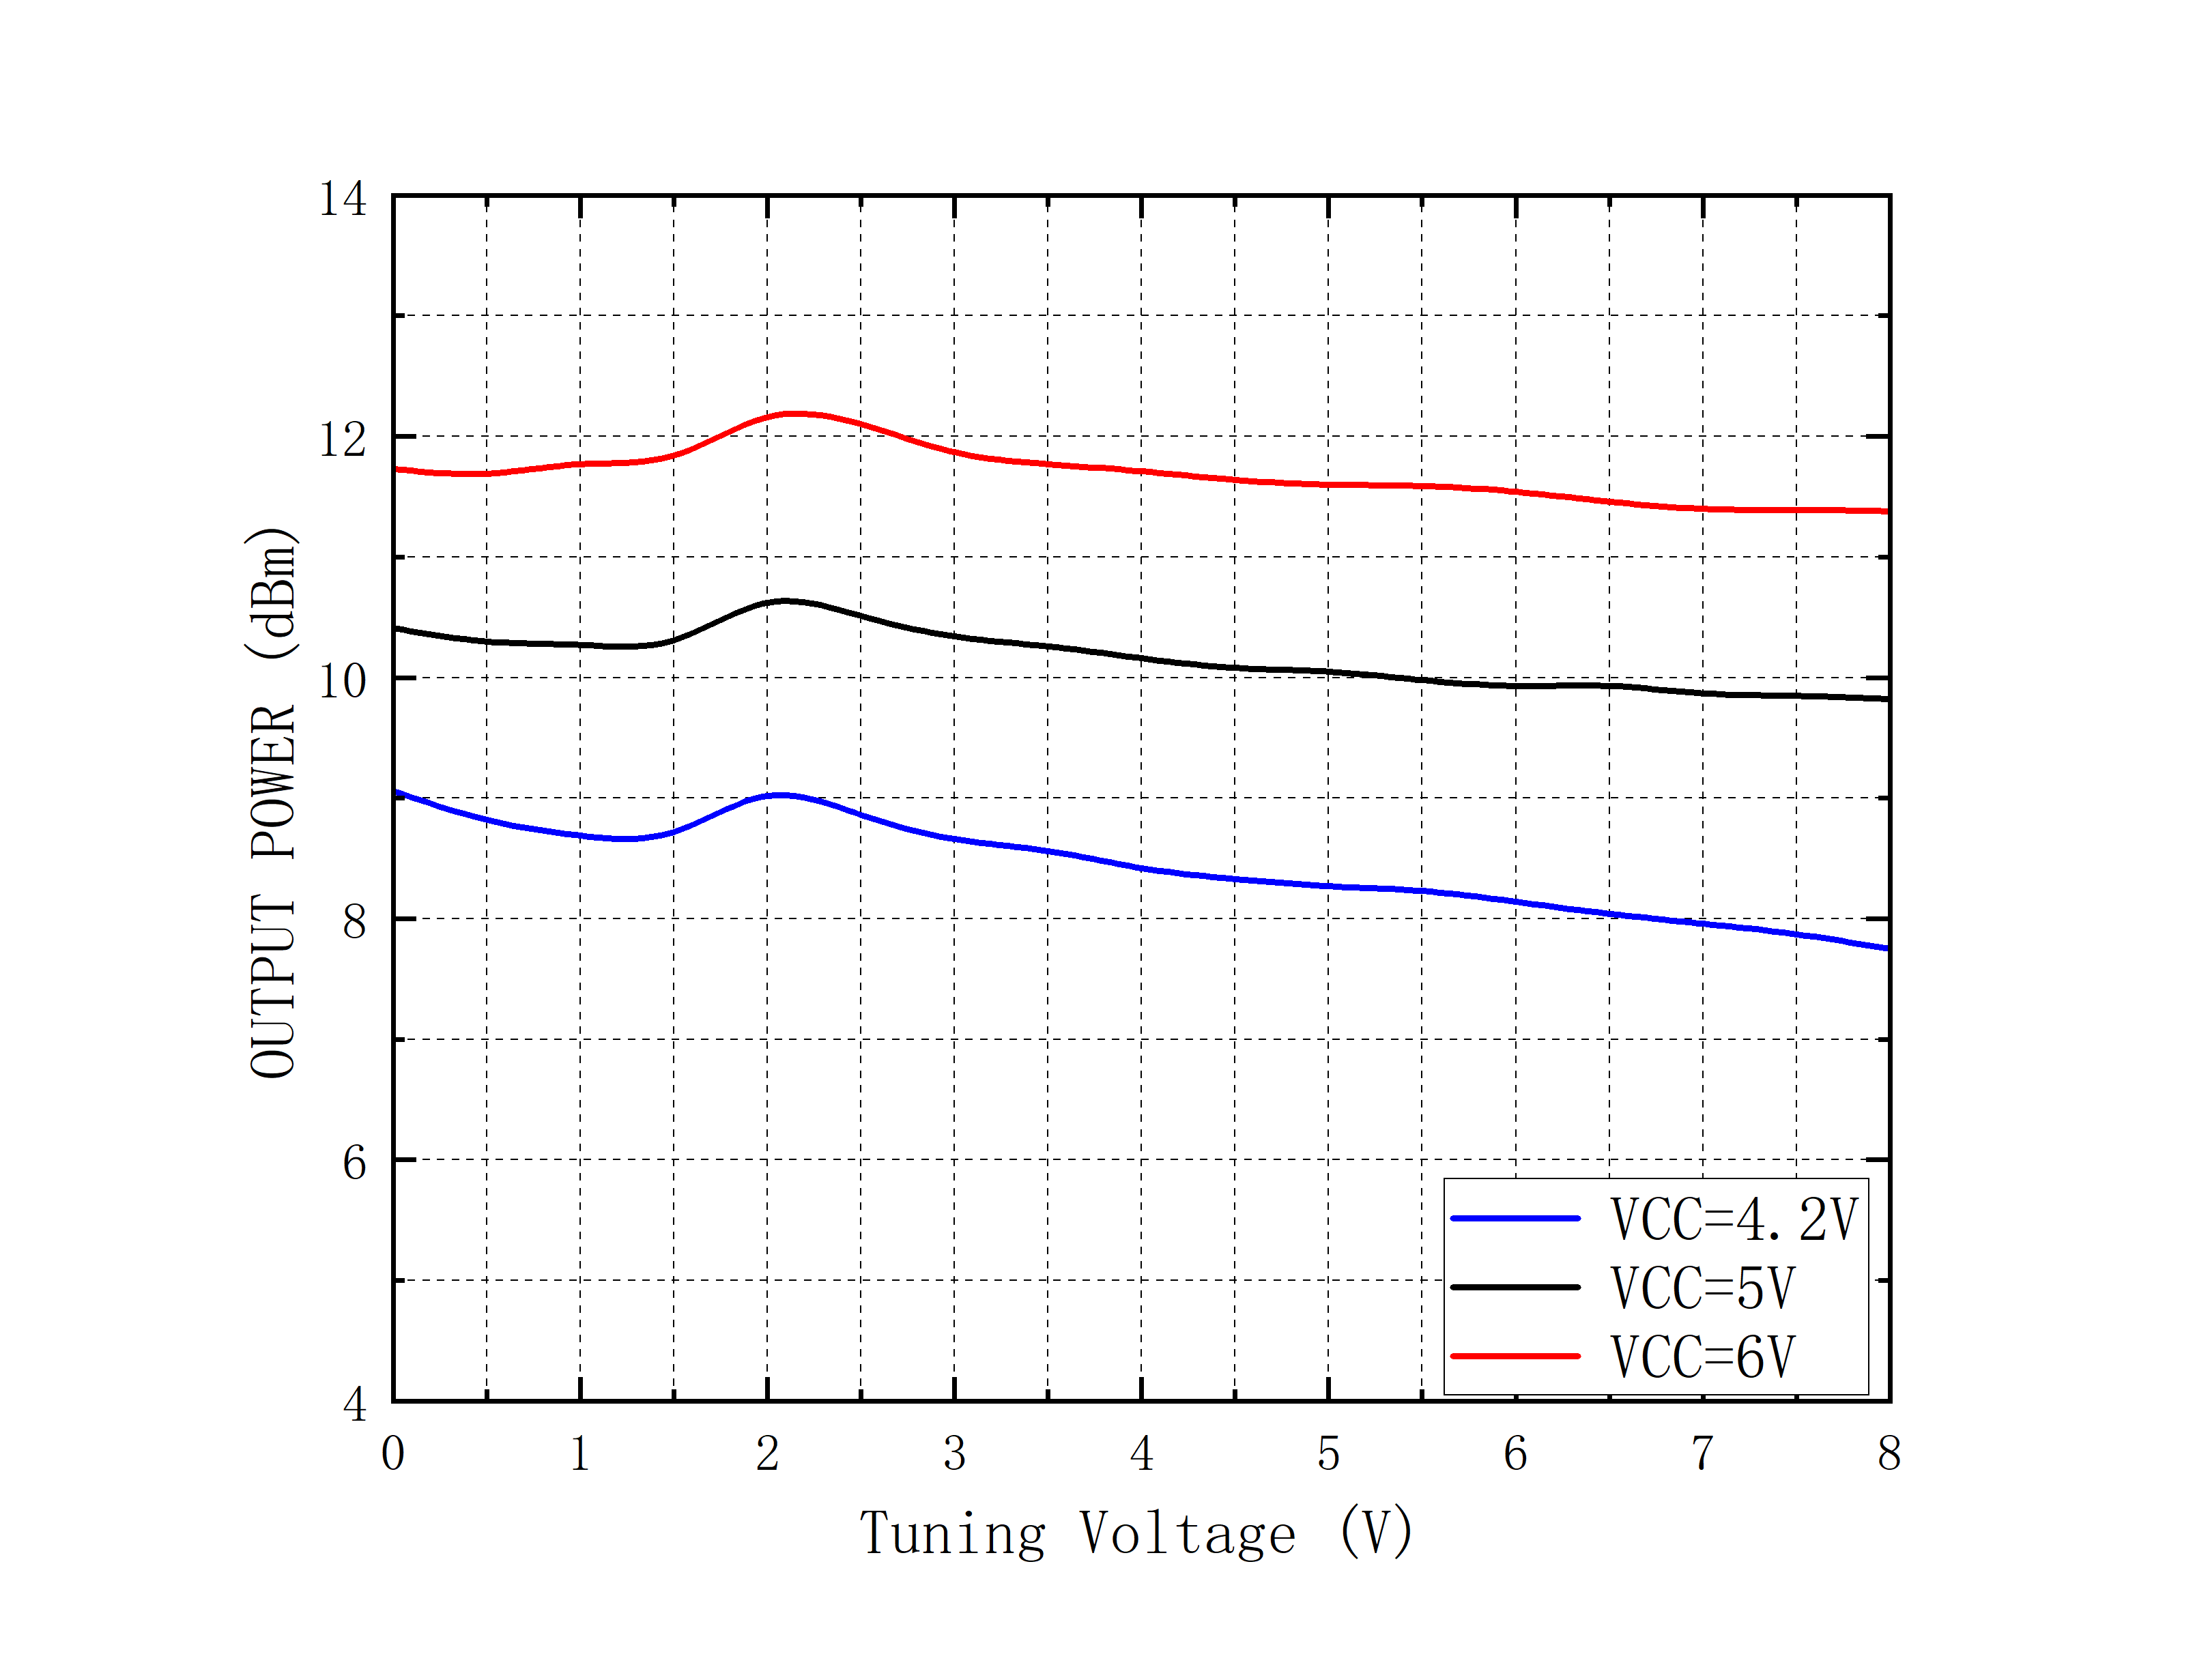 14
12
10
8
6
4
OUTPUT POWER (dBm)
0 1 2 3 4 5 6 7 8
Tuning Voltage (V)
VCC=4.2V
VCC=5V
VCC=6V